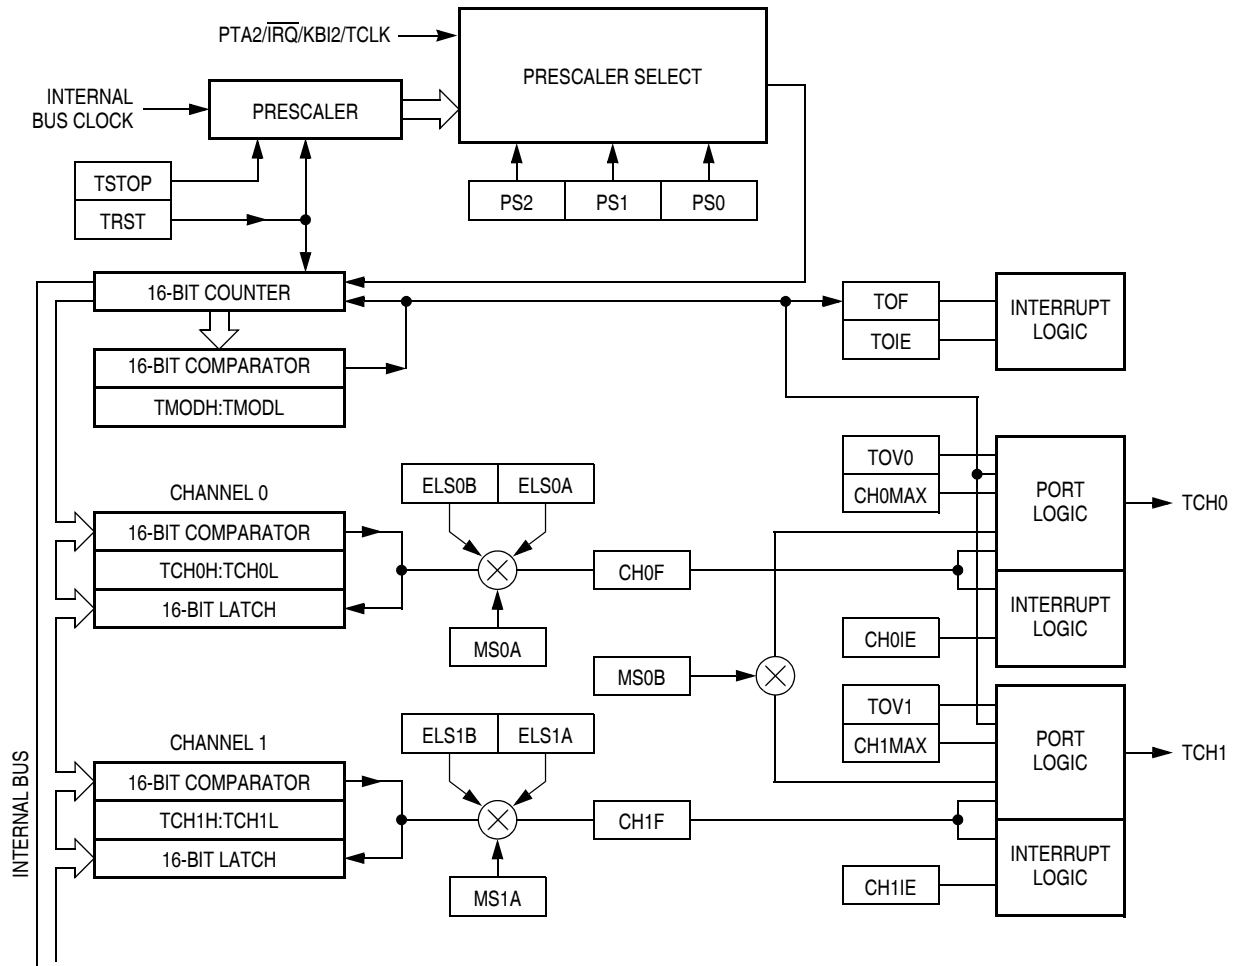 PTA2/IRQ/KBI2/TCLK
PRESCALER SELECT
INTERNAL
BUS CLOCK
PRESCALER
TSTOP
TRST
PS2
PS1
PS0
16-BIT COUNTER
16-BIT COMPARATOR
TMODH:TMODL
TOF
TOIE
INTERRUPT
LOGIC
CHANNEL 0
16-BIT COMPARATOR
TCH0H:TCH0L
16-BIT LATCH
ELS0B
ELS0A
MS0A
CH0F
TOV0
CH0MAX
PORT
LOGIC
TCH0
INTERRUPT
LOGIC
CH0IE
MS0B
CHANNEL 1
16-BIT COMPARATOR
TCH1H:TCH1L
16-BIT LATCH
ELS1B
ELS1A
MS1A
CH1F
TOV1
CH1MAX
PORT
LOGIC
TCH1
INTERRUPT
LOGIC
CH1IE
INTERNAL BUS